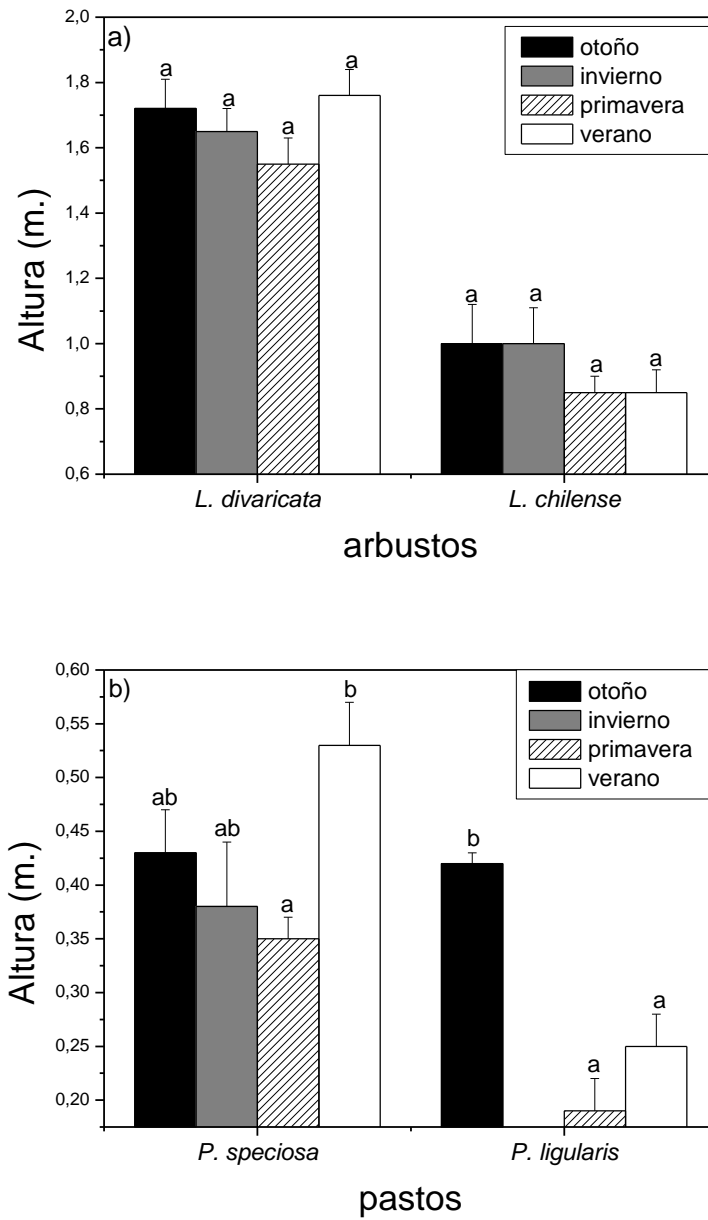 a)
otoño
invierno
primavera
verano
2,0
1,8
1,6
1,4
1,2
1,0
0,8
0,6
Altura (m.)
a a a a a a a a
L. divaricata L. chilense
arbustos
b)
otoño
invierno
primavera
verano
0,60
0,55
0,50
0,45
0,40
0,35
0,30
0,25
0,20
Altura (m.)
ab ab a b b a a
P. speciosa P. ligularis
pastos